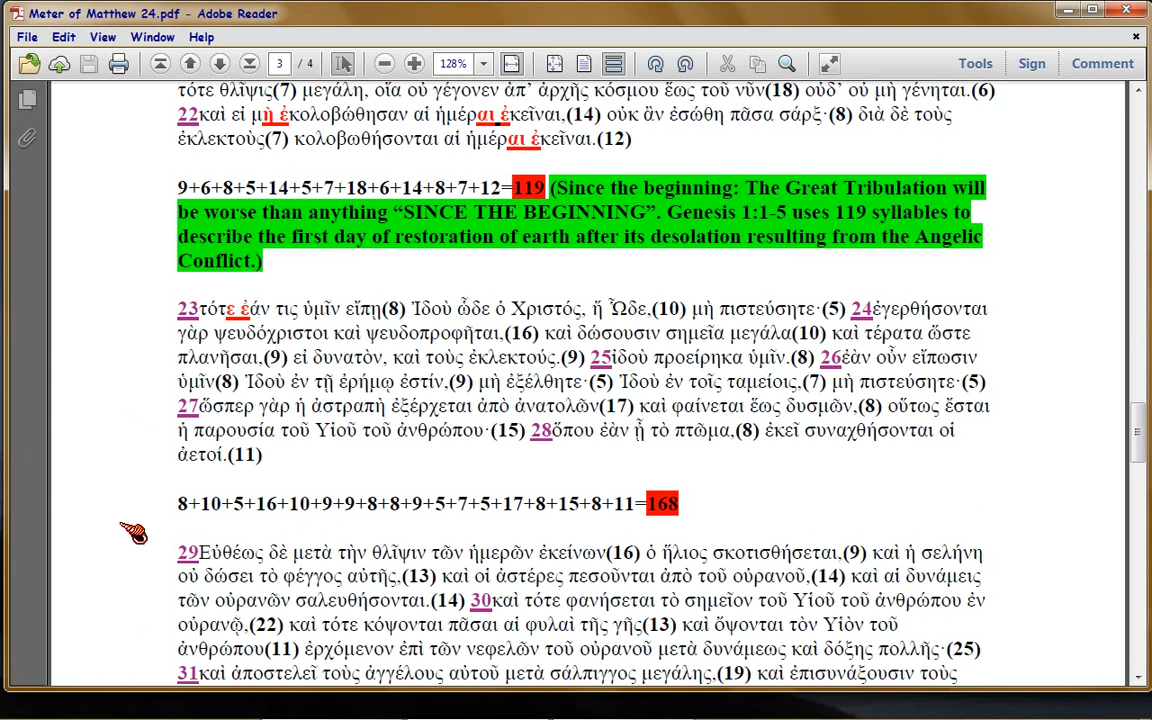 Meter of Matthew 24.pdf - Adobe Reader
File Edit View Window Help
3 / 4 128% Tools Sign Comment
τότε θλῖψις(7) μεγάλη, οἵα οὐ γέγονεν ἀπ’ ἀρχῆς κόσμου ἕως τοῦ νῦν(18) οὐδ’ οὐ μὴ γένηται.(6)
22καὶ εἰ μὴ ἐκολοβώθησαν αἱ ἡμέραι ἐκεῖναι,(14) οὐκ ἂν ἐσώθη πᾶσα σάρξ·(8) διὰ δὲ τοὺς
ἐκλεκτοὺς(7) κολοβωθήσονται αἱ ἡμέραι ἐκεῖναι.(12)
9+6+8+5+14+5+7+18+6+14+8+7+12=119 (Since the beginning: The Great Tribulation will
be worse than anything “SINCE THE BEGINNING”. Genesis 1:1-5 uses 119 syllables to
describe the first day of restoration of earth after its desolation resulting from the Angelic
Conflict.)
23τότε ἐάν τις ὑμῖν εἴπῃ(8) Ἰδοὺ ὧδε ὁ Χριστός, ἤ Ὧδε,(10) μὴ πιστεύσητε·(5) 24ἐγερθήσονται
γὰρ ψευδόχριστοι καὶ ψευδοπροφῆται,(16) καὶ δώσουσιν σημεῖα μεγάλα(10) καὶ τέρατα ὥστε
πλανῆσαι,(9) εἰ δυνατὸν, καὶ τοὺς ἐκλεκτούς.(9) 25ἰδοὺ προείρηκα ὑμῖν.(8) 26ἐὰν οὖν εἴπωσιν
ὑμῖν(8) Ἰδοὺ ἐν τῇ ἐρήμῳ ἐστίν,(9) μὴ ἐξέλθητε·(5) Ἰδοὺ ἐν τοῖς ταμείοις,(7) μὴ πιστεύσητε·(5)
27ὥσπερ γὰρ ἡ ἀστραπὴ ἐξέρχεται ἀπὸ ἀνατολῶν(17) καὶ φαίνεται ἕως δυσμῶν,(8) οὕτως ἔσται
ἡ παρουσία τοῦ Υἱοῦ τοῦ ἀνθρώπου·(15) 28ὅπου ἐὰν ᾖ τὸ πτῶμα,(8) ἐκεῖ συναχθήσονται οἱ
ἀετοί.(11)
8+10+5+16+10+9+9+8+8+9+5+7+5+17+8+15+8+11=168
29Εὐθέως δὲ μετὰ τὴν θλῖψιν τῶν ἡμερῶν ἐκείνων(16) ὁ ἥλιος σκοτισθήσεται,(9) καὶ ἡ σελήνη
οὐ δώσει τὸ φέγγος αὐτῆς,(13) καὶ οἱ ἀστέρες πεσοῦνται ἀπὸ τοῦ οὐρανοῦ,(14) καὶ αἱ δυνάμεις
τῶν οὐρανῶν σαλευθήσονται.(14) 30καὶ τότε φανήσεται τὸ σημεῖον τοῦ Υἱοῦ τοῦ ἀνθρώπου ἐν
οὐρανῷ,(22) καὶ τότε κόψονται πᾶσαι αἱ φυλαὶ τῆς γῆς(13) καὶ ὄψονται τὸν Υἱὸν τοῦ
ἀνθρώπου(11) ἐρχόμενον ἐπὶ τῶν νεφελῶν τοῦ οὐρανοῦ μετὰ δυνάμεως καὶ δόξης πολλῆς·(25)
31καὶ ἀποστελεῖ τοὺς ἀγγέλους αὐτοῦ μετὰ σάλπιγγος μεγάλης,(19) καὶ ἐπισυνάξουσιν τοὺς